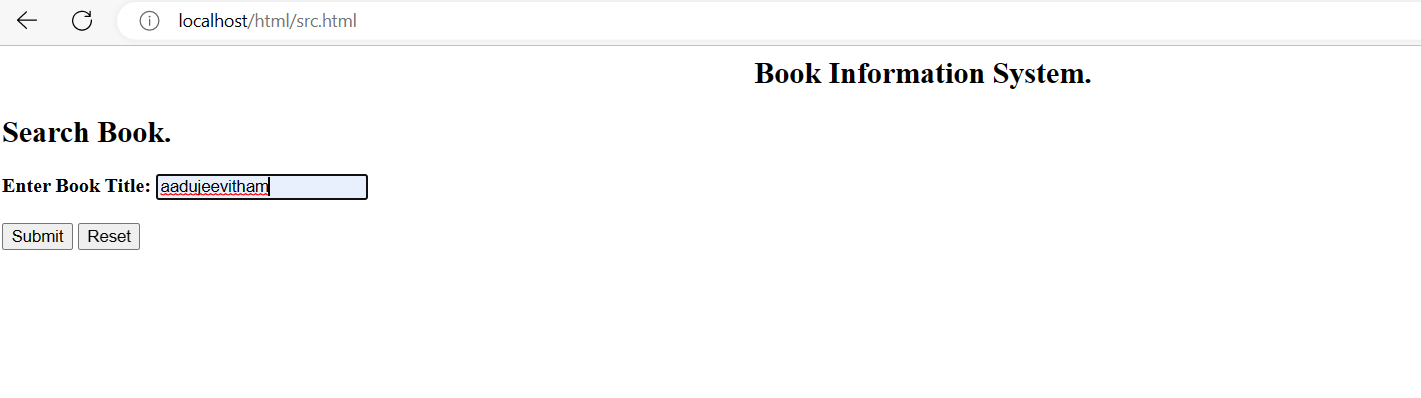 localhost/html/src.html
Book Information System.
Search Book.
Enter Book Title: aadujeevitham
Submit Reset